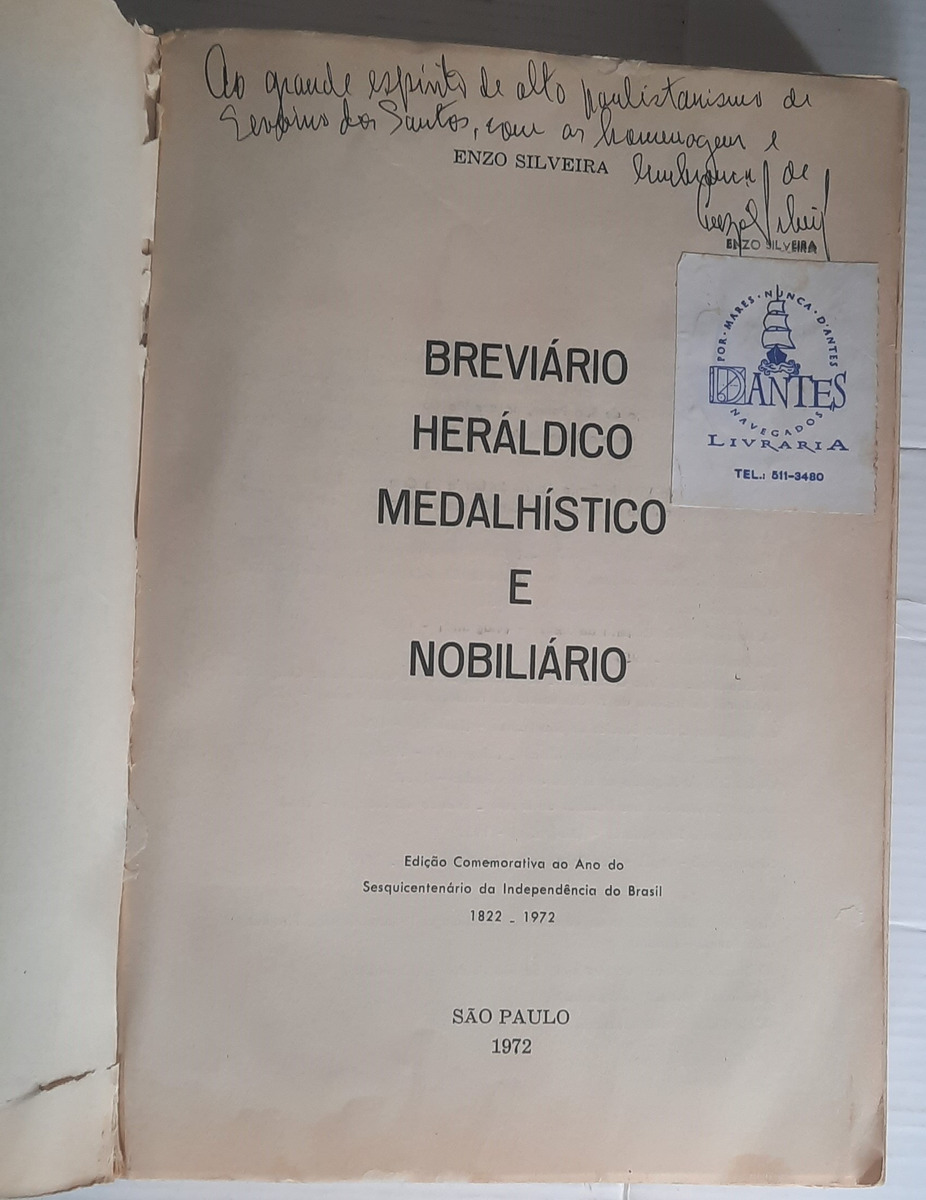 Ao grande espírito de alto paulistanismo de
dos Santos, com as homenagem e
ENZO SILVEIRA
de
ENZO SILVEIRA
POR · MARES · NUNCA · D'ANTES
DANTES
NAVEGADOS
LIVRARIA
TEL.: 511-3480
BREVIÁRIO
HERÁLDICO
MEDALHÍSTICO
E
NOBILIÁRIO
Edição Comemorativa ao Ano do
Sesquicentenário da Independência do Brasil
1822 - 1972
SÃO PAULO
1972